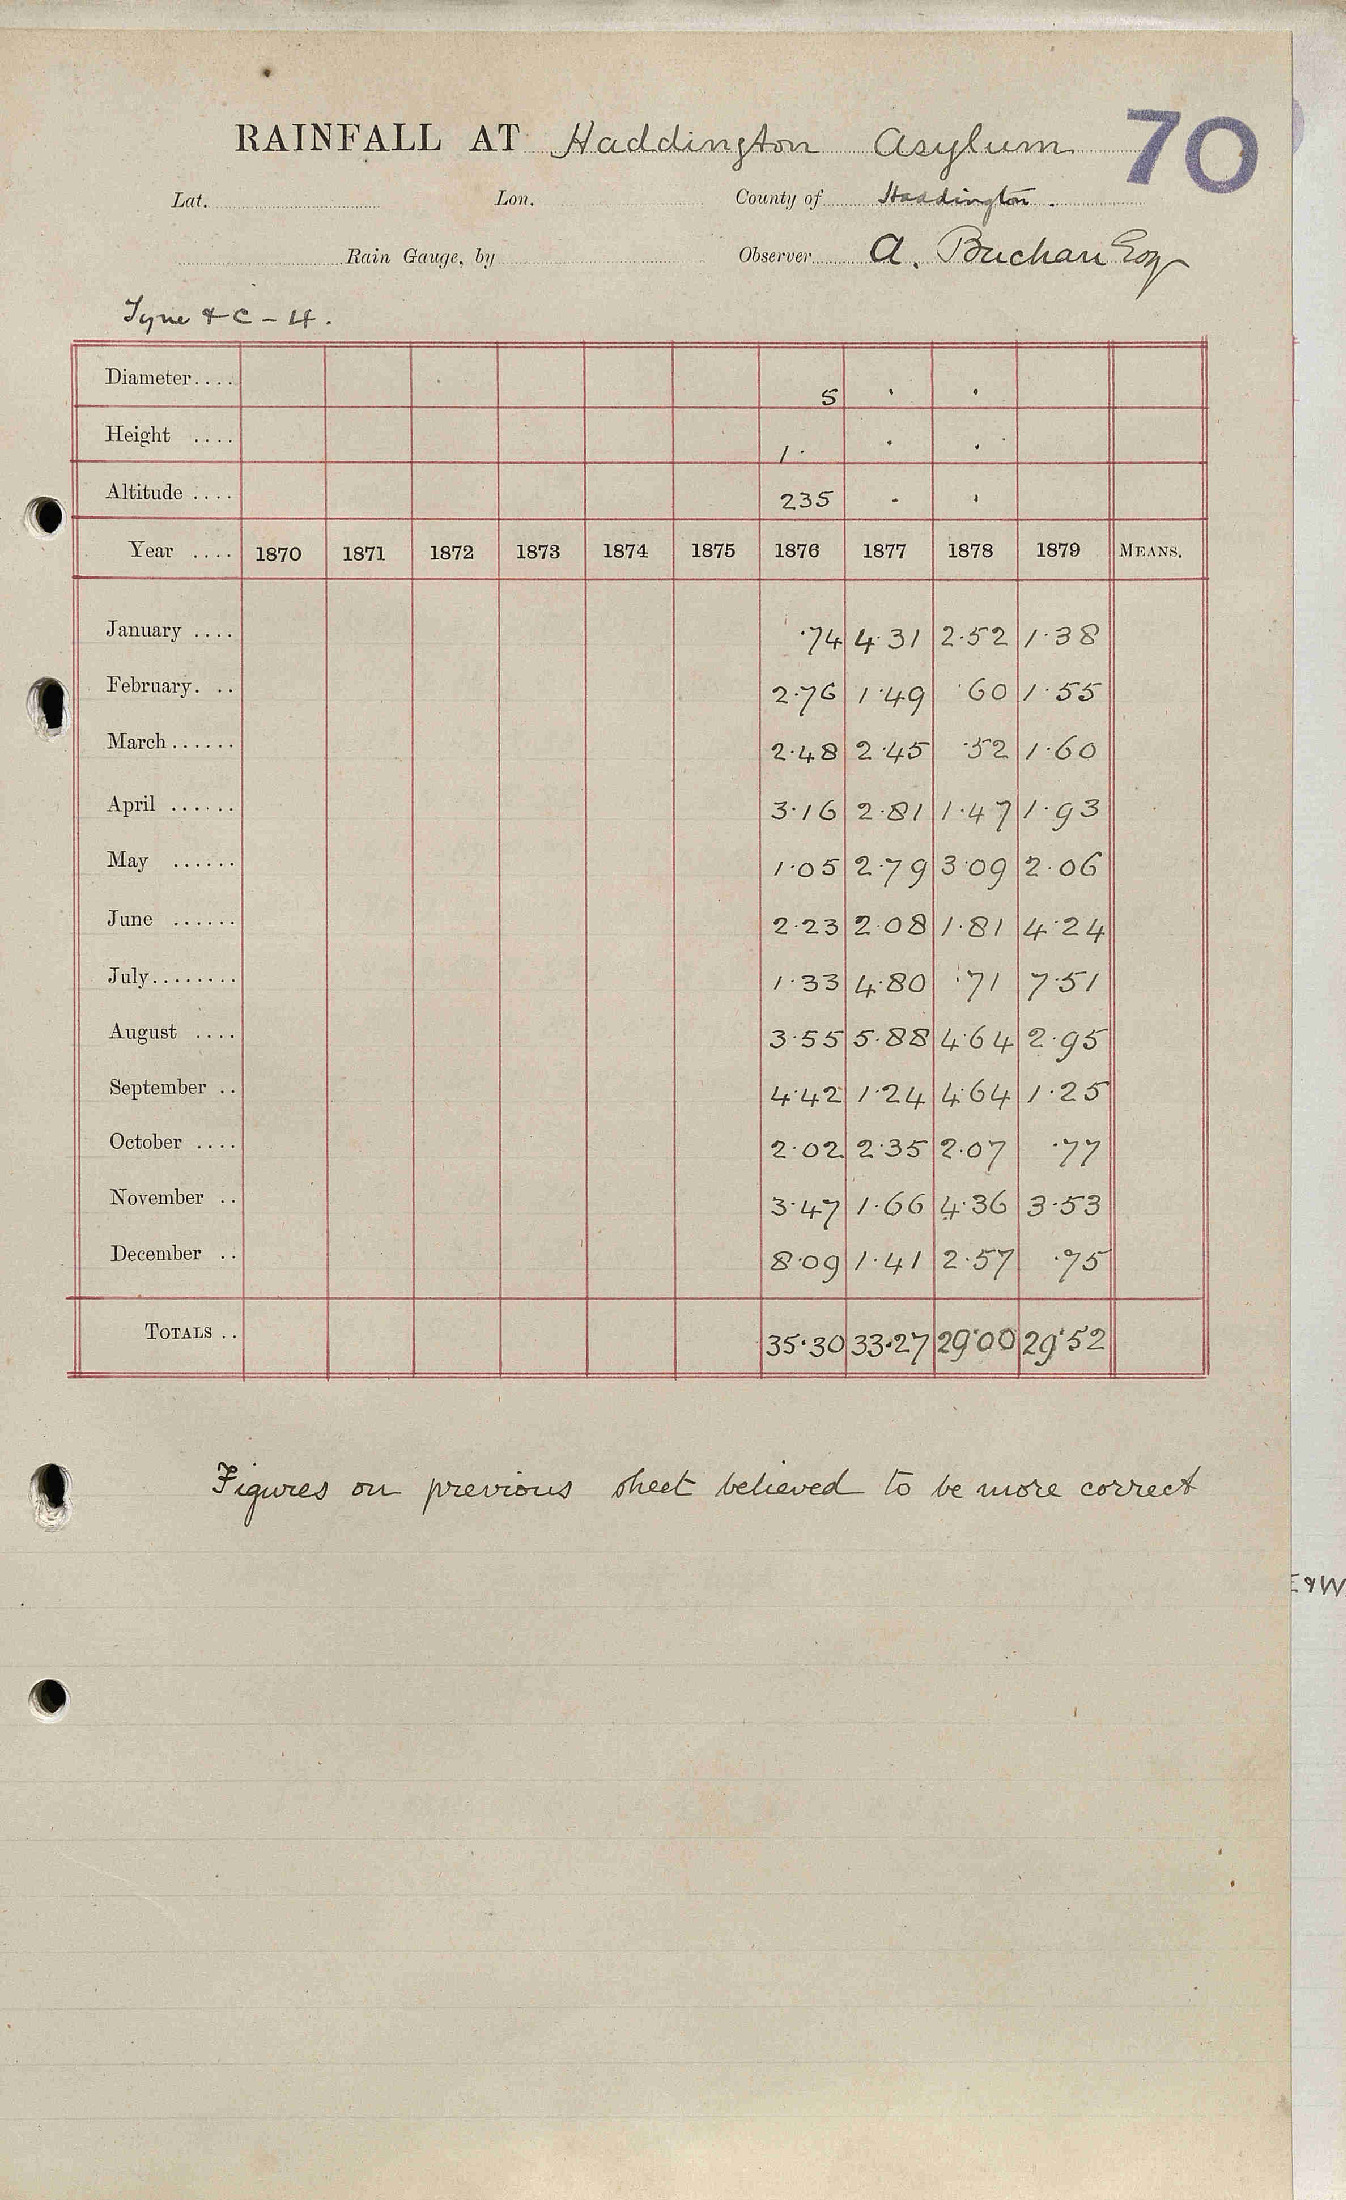 70
RAINFALL AT Haddington Asylum
Lat. Lon. County of Haddington.
Rain Gauge, by Observer A. Buchan Esq
Tyne & C - 4.
Diameter.... 5 · ·
Height .... 1· · ·
Altitude .... 235 - ·
Year .... 1870 1871 1872 1873 1874 1875 1876 1877 1878 1879 MEANS.
January .... ·74 4·31 2·52 1·38
February. .. 2·76 1·49 ·60 1·55
March...... 2·48 2·45 ·52 1·60
April ...... 3·16 2·81 1·47 1·93
May ...... 1·05 2·79 3·09 2·06
June ...... 2·23 2·08 1·81 4·24
July........ 1·33 4·80 ·71 7·51
August .... 3·55 5·88 4·64 2·95
September .. 4·42 1·24 4·64 1·25
October .... 2·02 2·35 2·07 ·77
November .. 3·47 1·66 4·36 3·53
December .. 8·09 1·41 2·57 ·75
TOTALS .. 35·30 33·27 29·00 29·52
Figures on previous sheet believed to be more correct
E&W